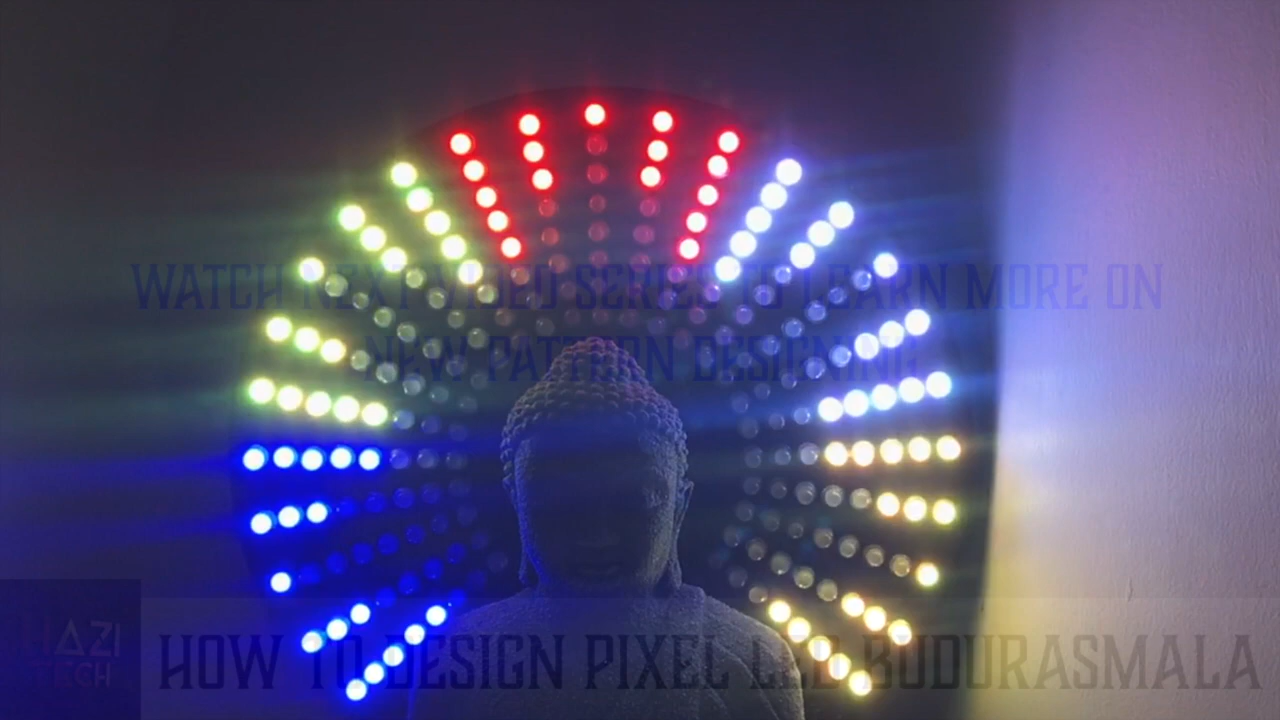 WATCH NEXT VIDEO SERIES TO LEARN MORE ON
NEW PATTERN DESIGNING
HAZI
TECH
HOW TO DESIGN PIXEL LED BUDURASMALA